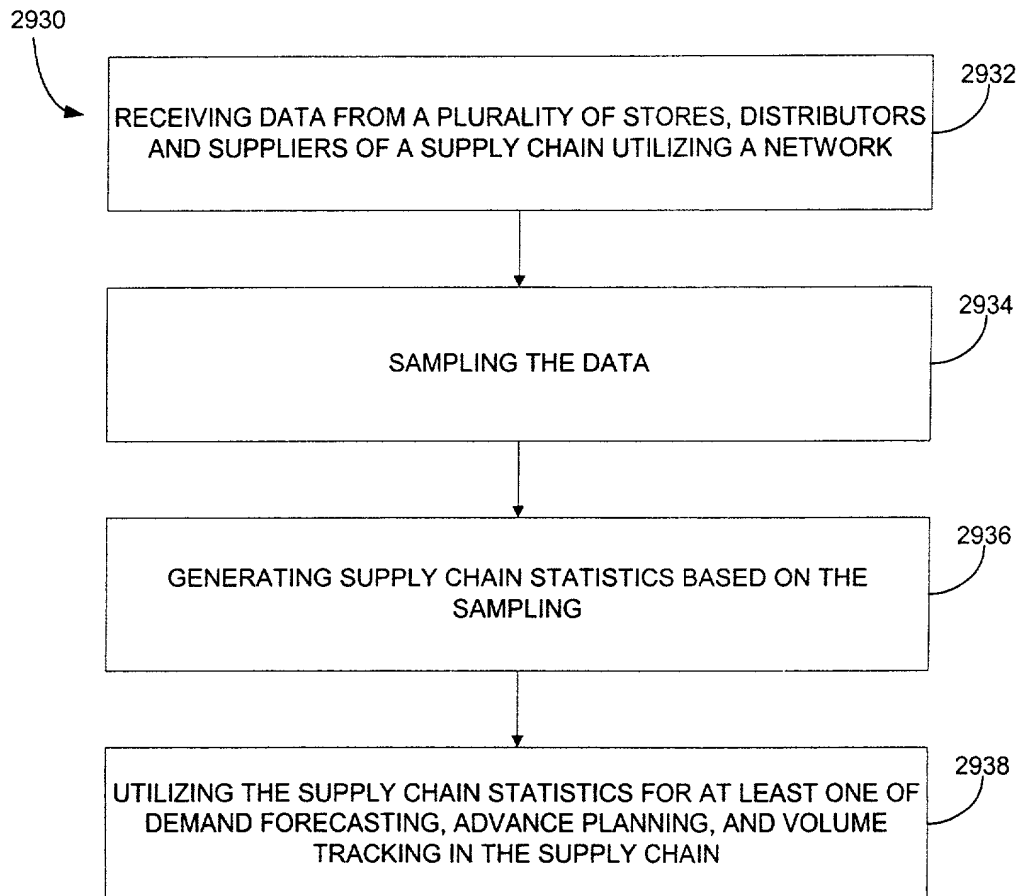 2930
2932
RECEIVING DATA FROM A PLURALITY OF STORES, DISTRIBUTORS
AND SUPPLIERS OF A SUPPLY CHAIN UTILIZING A NETWORK
2934
SAMPLING THE DATA
2936
GENERATING SUPPLY CHAIN STATISTICS BASED ON THE
SAMPLING
2938
UTILIZING THE SUPPLY CHAIN STATISTICS FOR AT LEAST ONE OF
DEMAND FORECASTING, ADVANCE PLANNING, AND VOLUME
TRACKING IN THE SUPPLY CHAIN